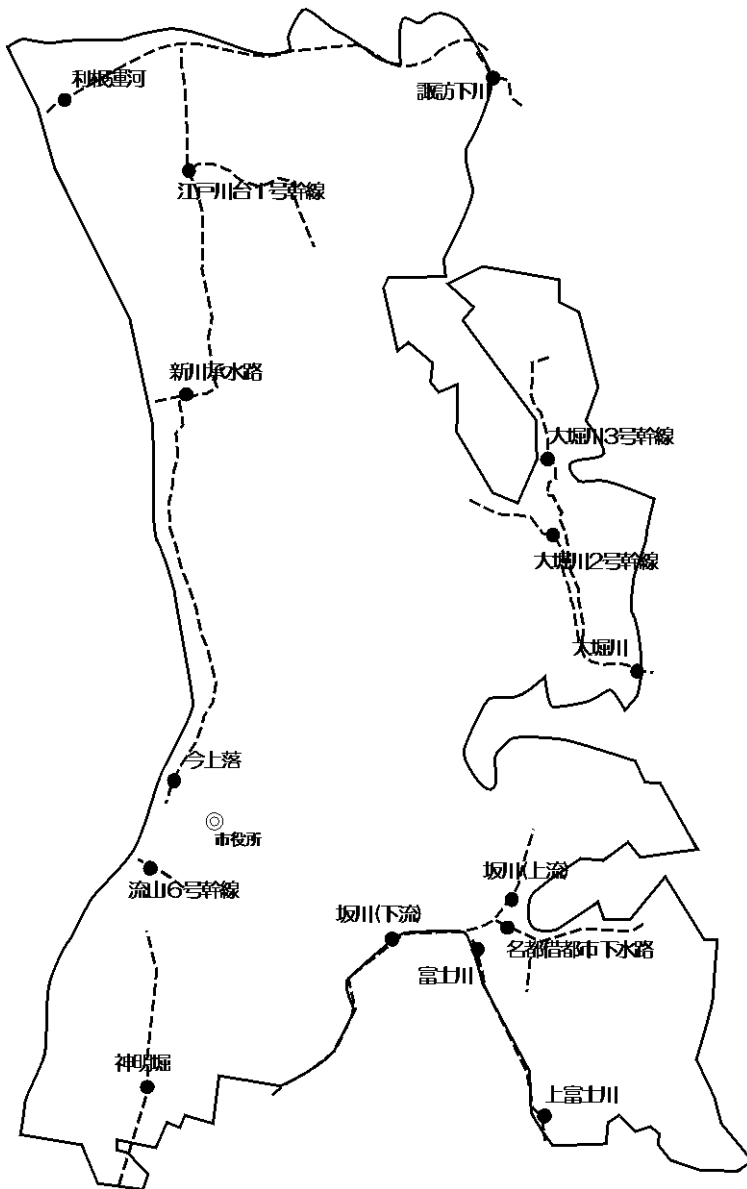 利根運河
諏訪下川
江戸川台1号幹線
新川承水路
大堀川3号幹線
大堀川2号幹線
大堀川
今上落
市役所
流山6号幹線
坂川(上流)
坂川(下流)
名都借都市下水路
富士川
神明堀
上富士川